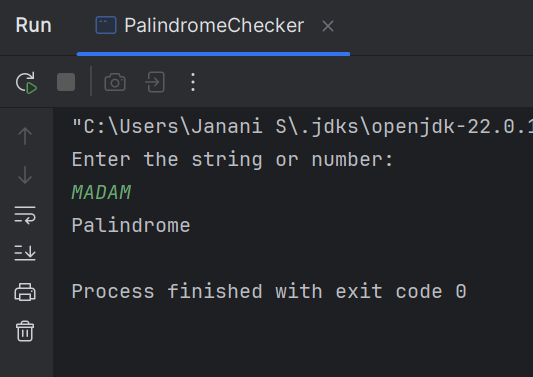 Run PalindromeChecker
"C:\Users\Janani S\.jdks\openjdk-22.0.1
Enter the string or number:
MADAM
Palindrome
Process finished with exit code 0